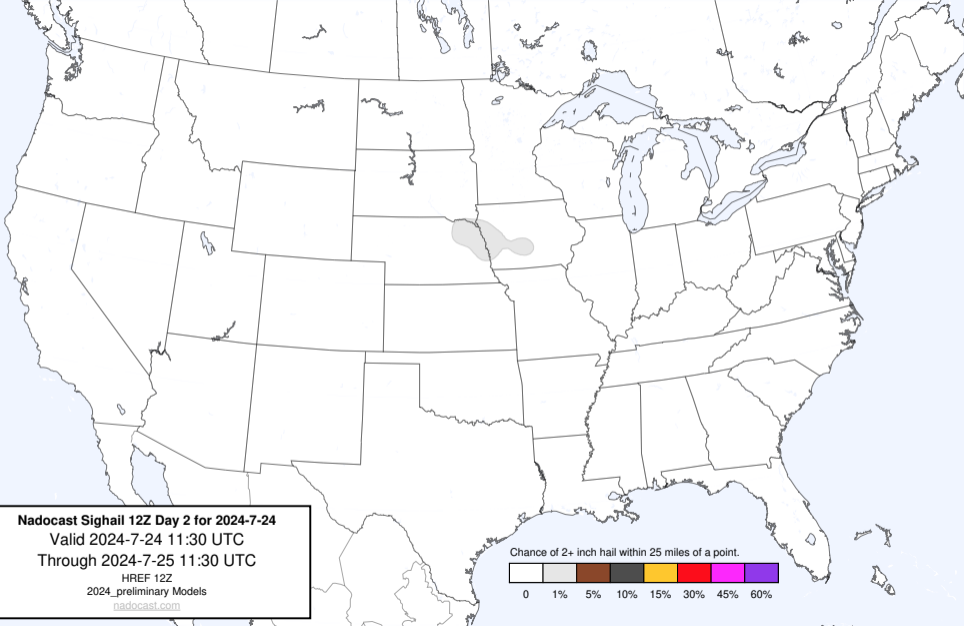 Nadocast Sighail 12Z Day 2 for 2024-7-24
Valid 2024-7-24 11:30 UTC
Through 2024-7-25 11:30 UTC
HREF 12Z
2024_preliminary Models
nadocast.com
Chance of 2+ inch hail within 25 miles of a point.
0 1% 5% 10% 15% 30% 45% 60%